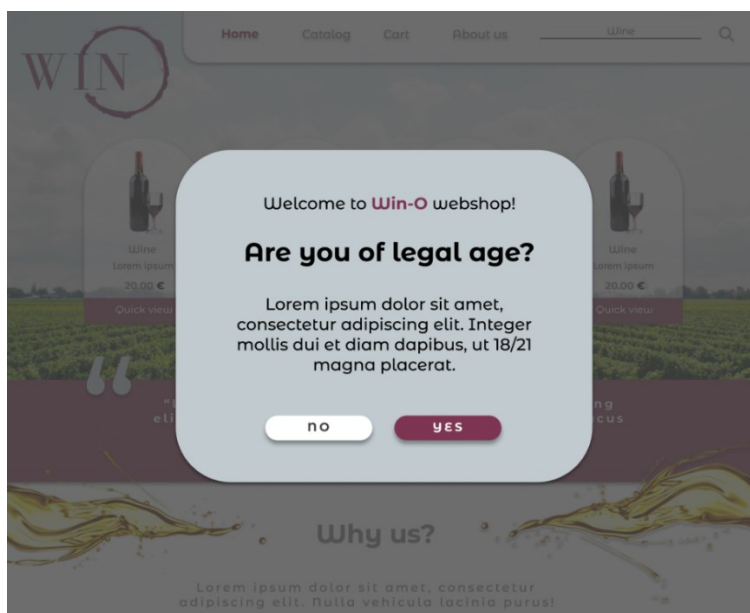 Home Catalog Cart About us Wine
WINO
Welcome to Win-O webshop!
Are you of legal age?
Lorem ipsum dolor sit amet,
consectetur adipiscing elit. Integer
mollis dui et diam dapibus, ut 18/21
magna placerat.
NO YES
Wine
Lorem ipsum
20.00 €
Quick view
Wine
Lorem ipsum
20.00 €
Quick view
Why us?
Lorem ipsum dolor sit amet, consectetur
adipiscing elit. Nulla vehicula lacinia purus!